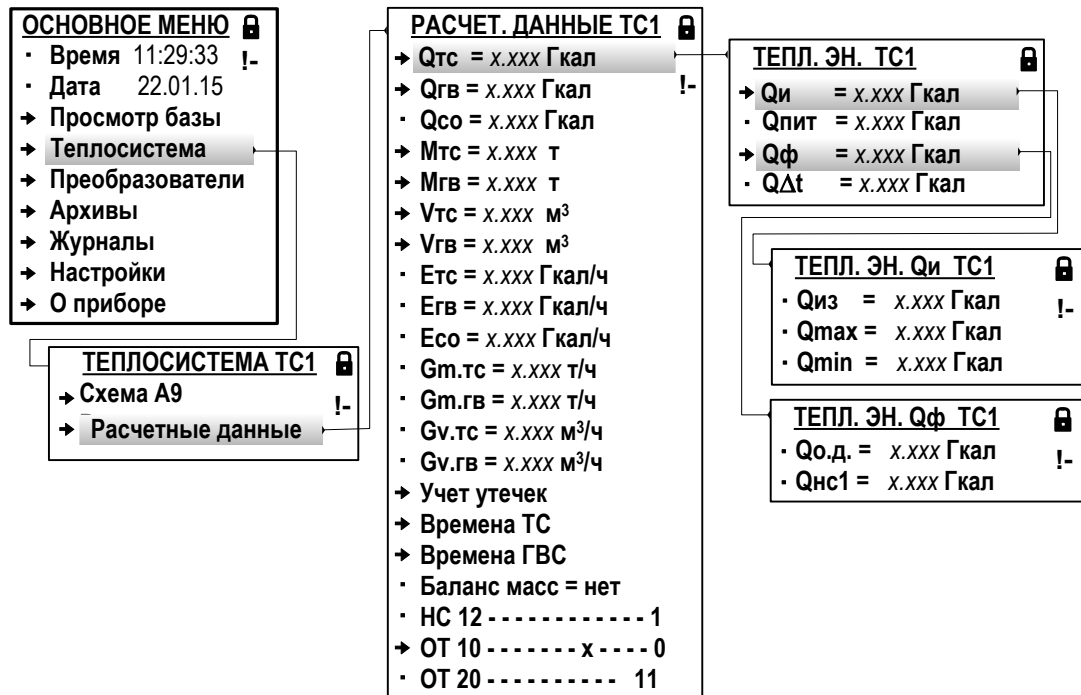 ОСНОВНОЕ МЕНЮ
· Время 11:29:33 !-
· Дата 22.01.15
→ Просмотр базы
→ Теплосистема
→ Преобразователи
→ Архивы
→ Журналы
→ Настройки
→ О приборе
ТЕПЛОСИСТЕМА ТС1
→ Схема А9
!-
→ Расчетные данные
РАСЧЕТ. ДАННЫЕ ТС1
→ Qтс = x.xxx Гкал
→ Qгв = x.xxx Гкал !-
· Qсо = x.xxx Гкал
→ Мтс = x.xxx т
→ Мгв = x.xxx т
→ Vтс = x.xxx м³
→ Vгв = x.xxx м³
· Етс = x.xxx Гкал/ч
· Егв = x.xxx Гкал/ч
· Есо = x.xxx Гкал/ч
· Gm.тс = x.xxx т/ч
· Gm.гв = x.xxx т/ч
· Gv.тс = x.xxx м³/ч
· Gv.гв = x.xxx м³/ч
→ Учет утечек
→ Времена ТС
→ Времена ГВС
· Баланс масс = нет
· НС 12 - - - - - - - - - - - - 1
→ ОТ 10 - - - - - - - х - - - - 0
· ОТ 20 - - - - - - - - - - 11
ТЕПЛ. ЭН. ТС1
→ Qи = x.xxx Гкал
· Qпит = x.xxx Гкал
→ Qф = x.xxx Гкал
· QΔt = x.xxx Гкал
ТЕПЛ. ЭН. Qи ТС1
· Qиз = x.xxx Гкал !-
· Qmax = x.xxx Гкал
· Qmin = x.xxx Гкал
ТЕПЛ. ЭН. Qф ТС1
· Qо.д. = x.xxx Гкал !-
· Qнс1 = x.xxx Гкал